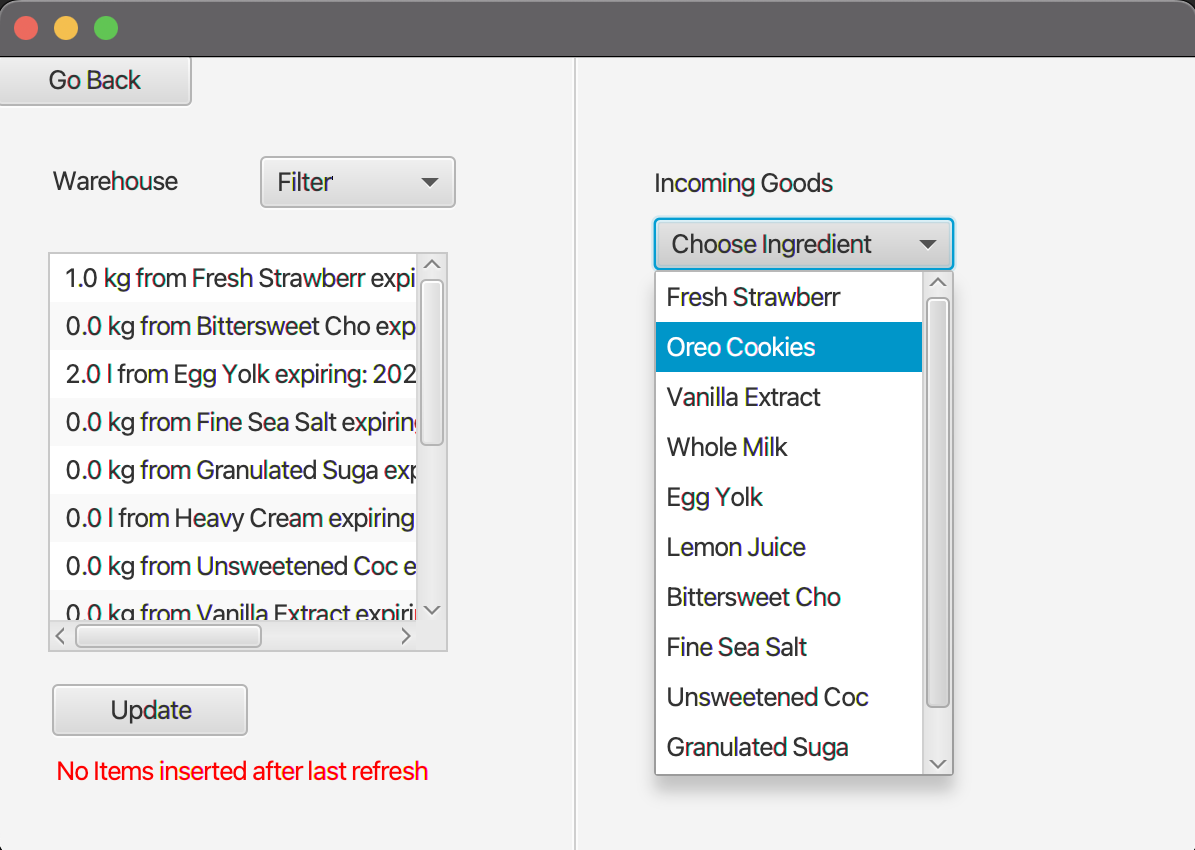 Go Back
Warehouse
Filter
1.0 kg from Fresh Strawberr expi
0.0 kg from Bittersweet Cho exp
2.0 l from Egg Yolk expiring: 202
0.0 kg from Fine Sea Salt expiring
0.0 kg from Granulated Suga exp
0.0 l from Heavy Cream expiring
0.0 kg from Unsweetened Coc e
0.0 kg from Vanilla Extract expiri
Update
No Items inserted after last refresh
Incoming Goods
Choose Ingredient
Fresh Strawberr
Oreo Cookies
Vanilla Extract
Whole Milk
Egg Yolk
Lemon Juice
Bittersweet Cho
Fine Sea Salt
Unsweetened Coc
Granulated Suga